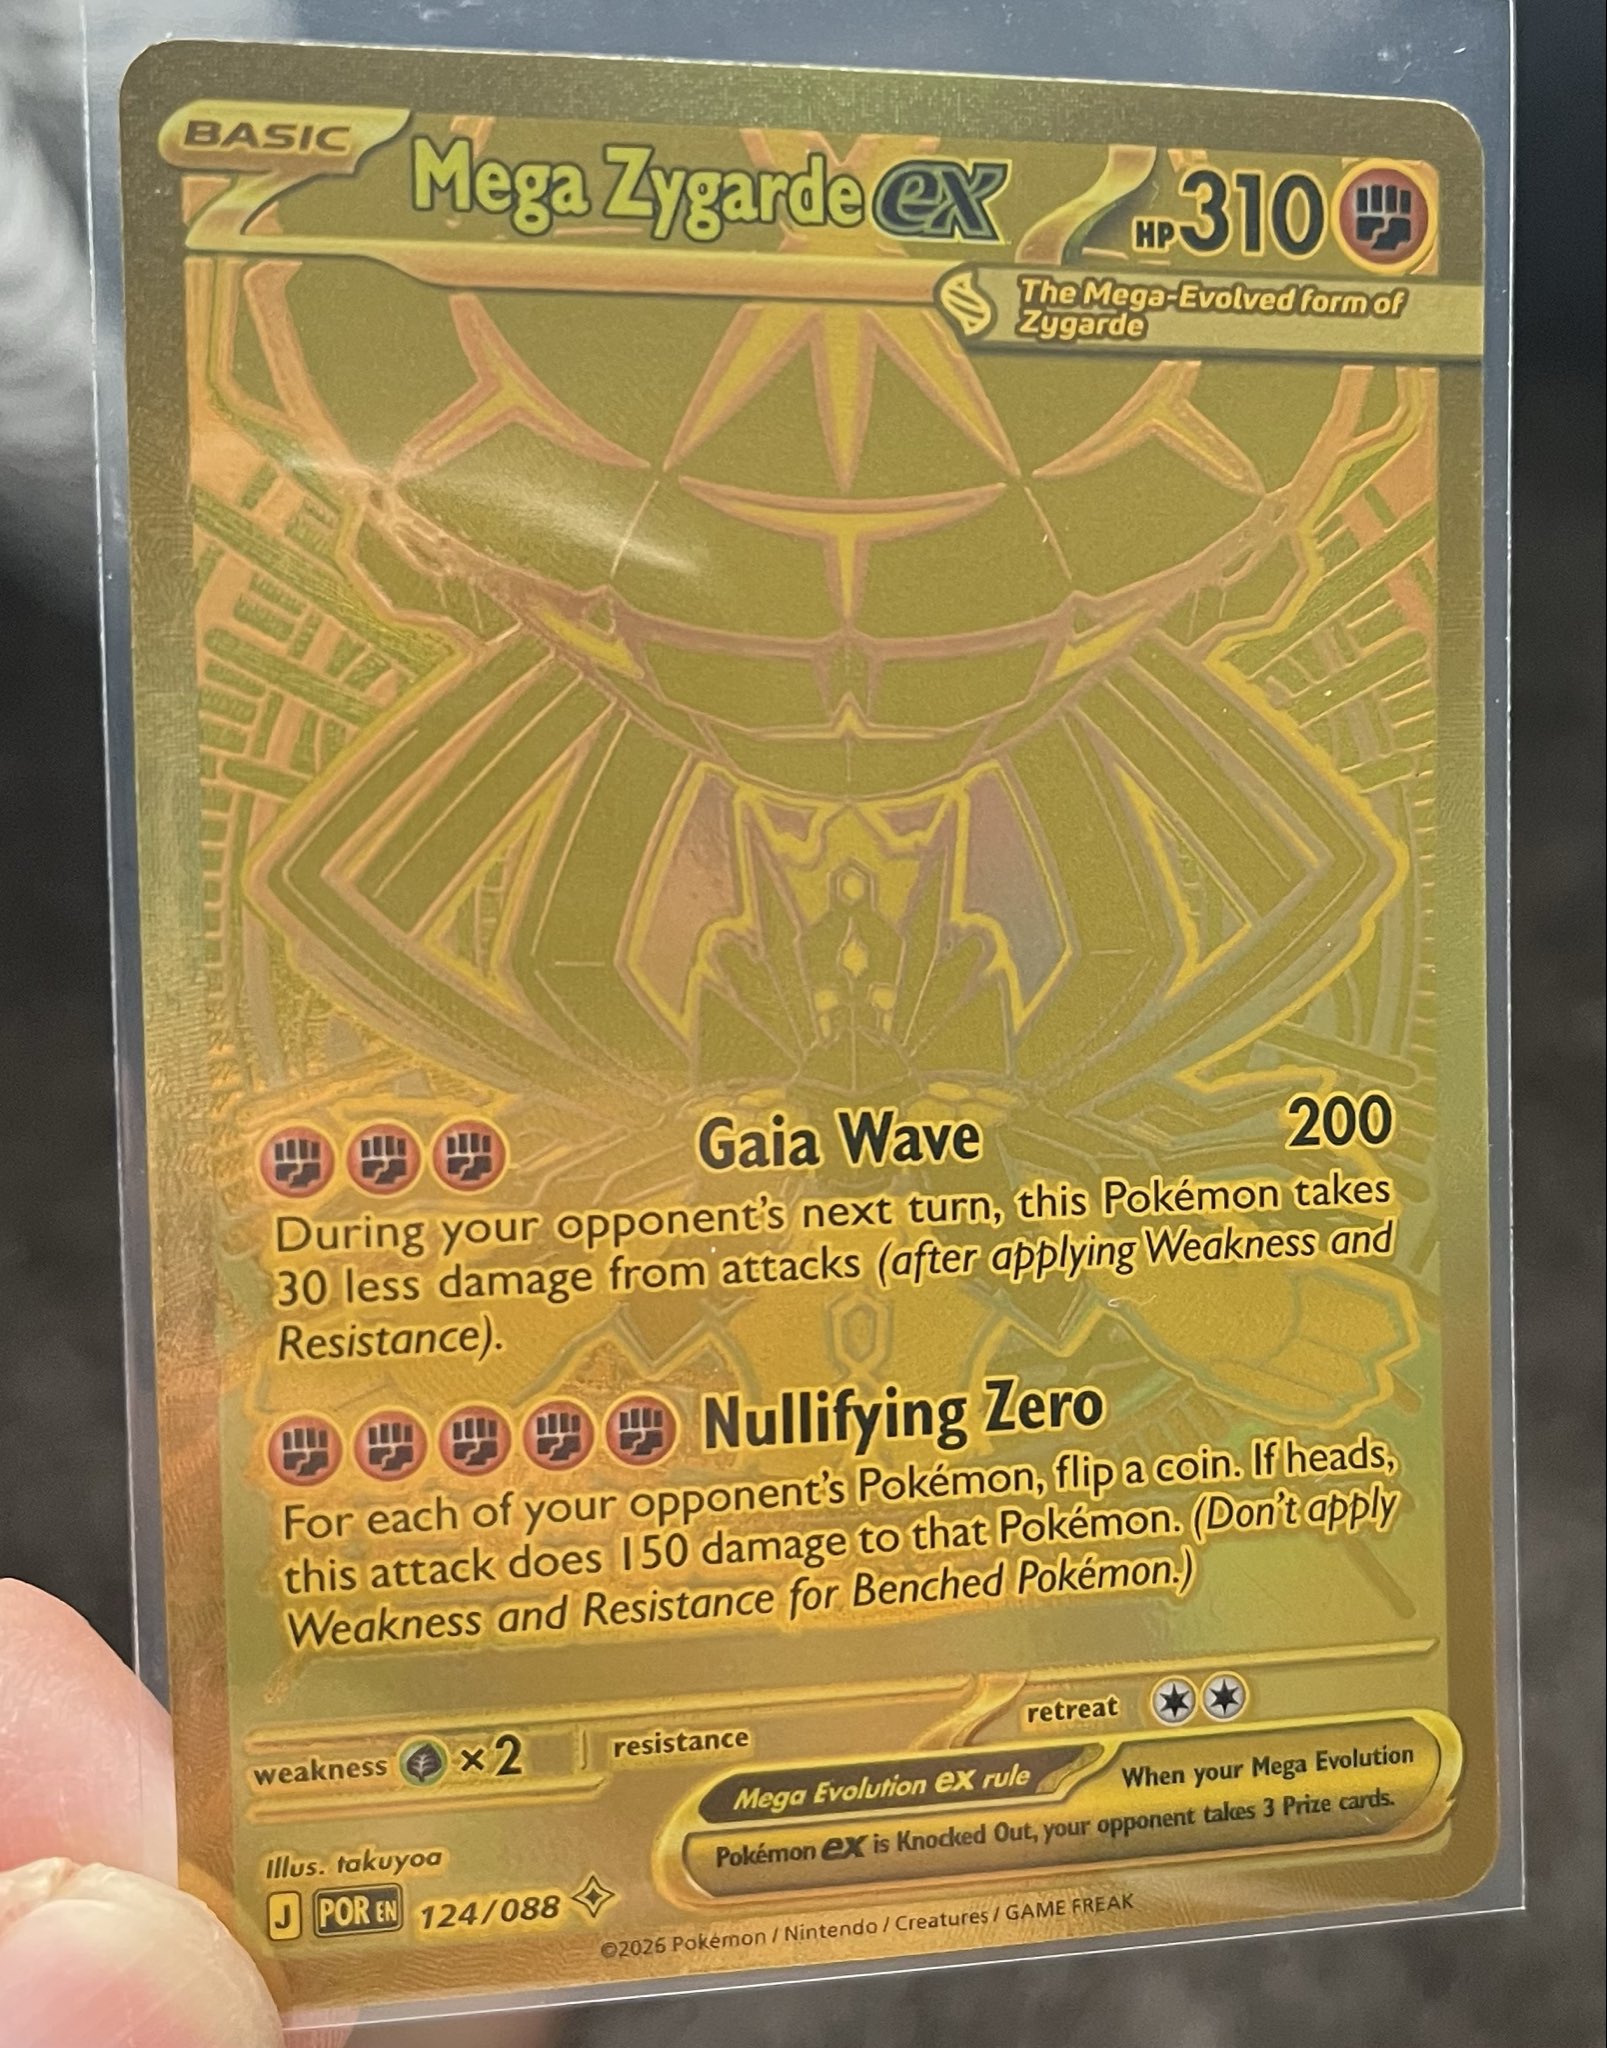 BASIC
Mega Zygarde ex
HP 310
The Mega-Evolved form of
Zygarde
Gaia Wave 200
During your opponent's next turn, this Pokémon takes
30 less damage from attacks (after applying Weakness and
Resistance).
Nullifying Zero
For each of your opponent's Pokémon, flip a coin. If heads,
this attack does 150 damage to that Pokémon. (Don't apply
Weakness and Resistance for Benched Pokémon.)
weakness ×2 resistance retreat
Mega Evolution ex rule When your Mega Evolution
Pokémon ex is Knocked Out, your opponent takes 3 Prize cards.
Illus. takuyoa
J POR EN 124/088
©2026 Pokémon / Nintendo / Creatures / GAME FREAK